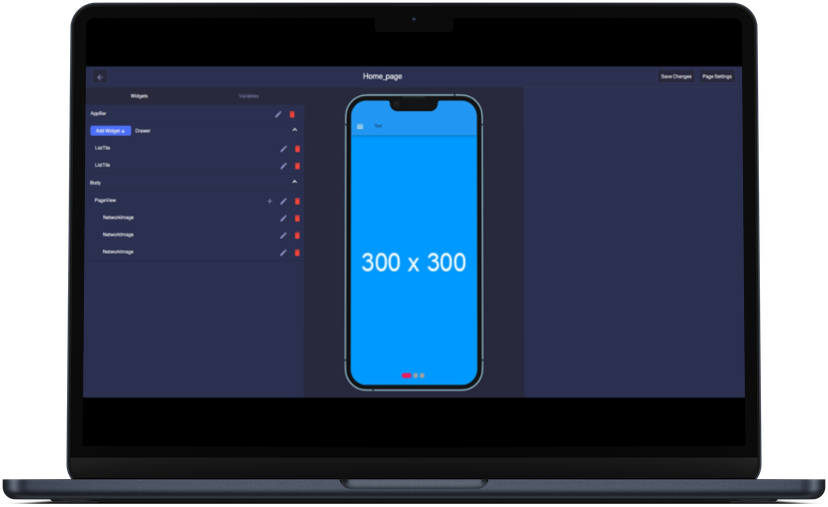 Home_page
Save Changes
Page Settings
Widgets
Variables
AppBar
Add Widget +
Drawer
ListTile
ListTile
Body
PageView
NetworkImage
NetworkImage
NetworkImage
300 x 300